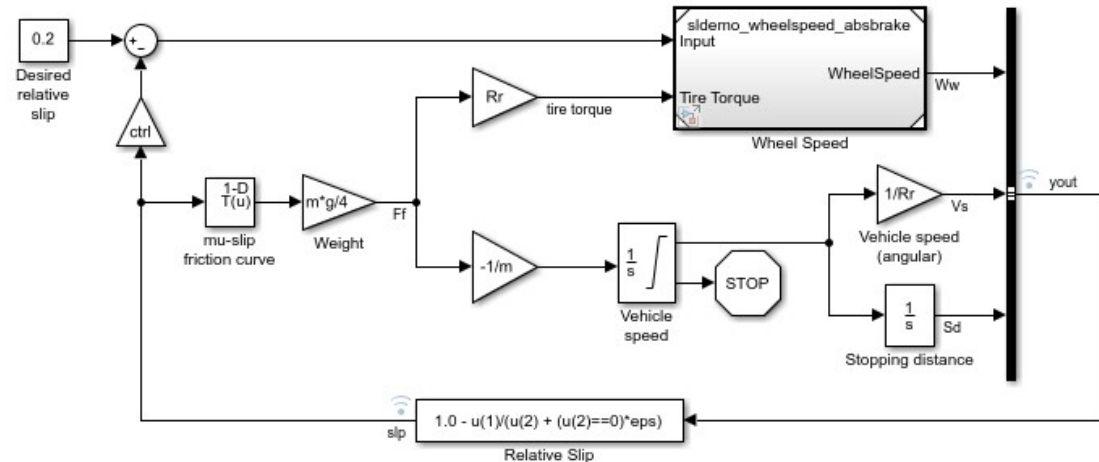 0.2
Desired
relative
slip
+
−
ctrl
1-D
T(u)
mu-slip
friction curve
m*g/4
Weight
Ff
Rr
tire torque
sldemo_wheelspeed_absbrake
Input
WheelSpeed
Tire Torque
Wheel Speed
Ww
-1/m
1
s
Vehicle
speed
STOP
1/Rr
Vs
Vehicle speed
(angular)
1
s
Sd
Stopping distance
yout
1.0 - u(1)/(u(2) + (u(2)==0)*eps)
slp
Relative Slip